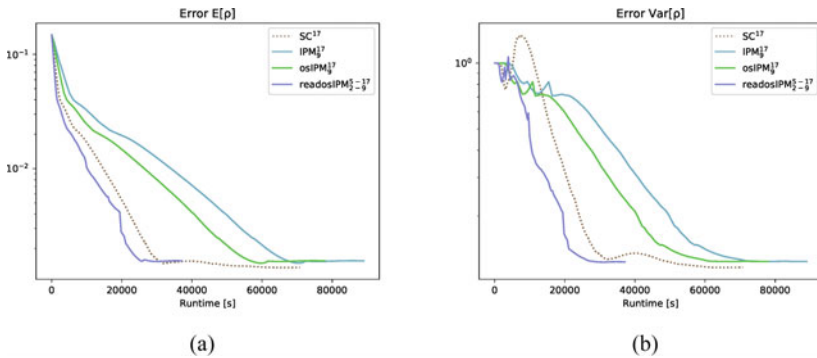 Error E[ρ]
10⁻¹
10⁻²
SC¹⁷
IPM₉¹⁷
osIPM₉¹⁷
readosIPM₂₋₉⁵⁻¹⁷
0 20000 40000 60000 80000
Runtime [s]
(a)
Error Var[ρ]
10⁰
SC¹⁷
IPM₉¹⁷
osIPM₉¹⁷
readosIPM₂₋₉⁵⁻¹⁷
0 20000 40000 60000 80000
Runtime [s]
(b)